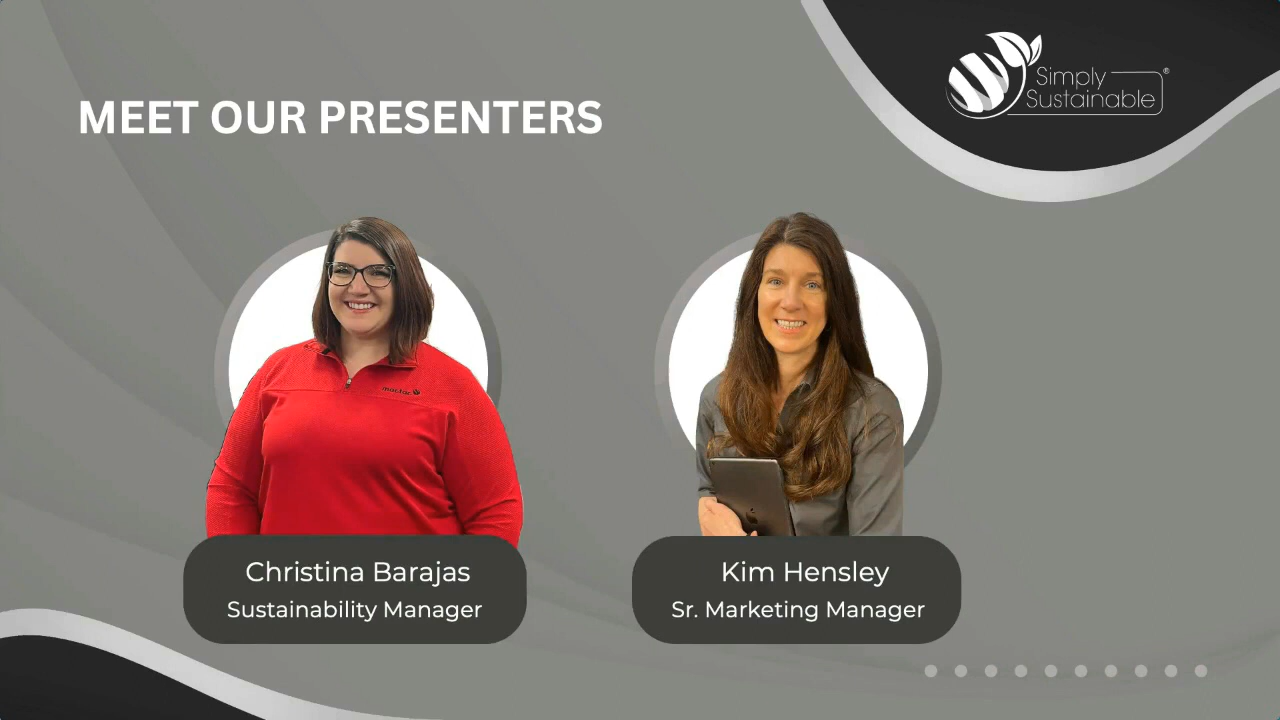 Simply
Sustainable®
MEET OUR PRESENTERS
Christina Barajas
Sustainability Manager
Kim Hensley
Sr. Marketing Manager